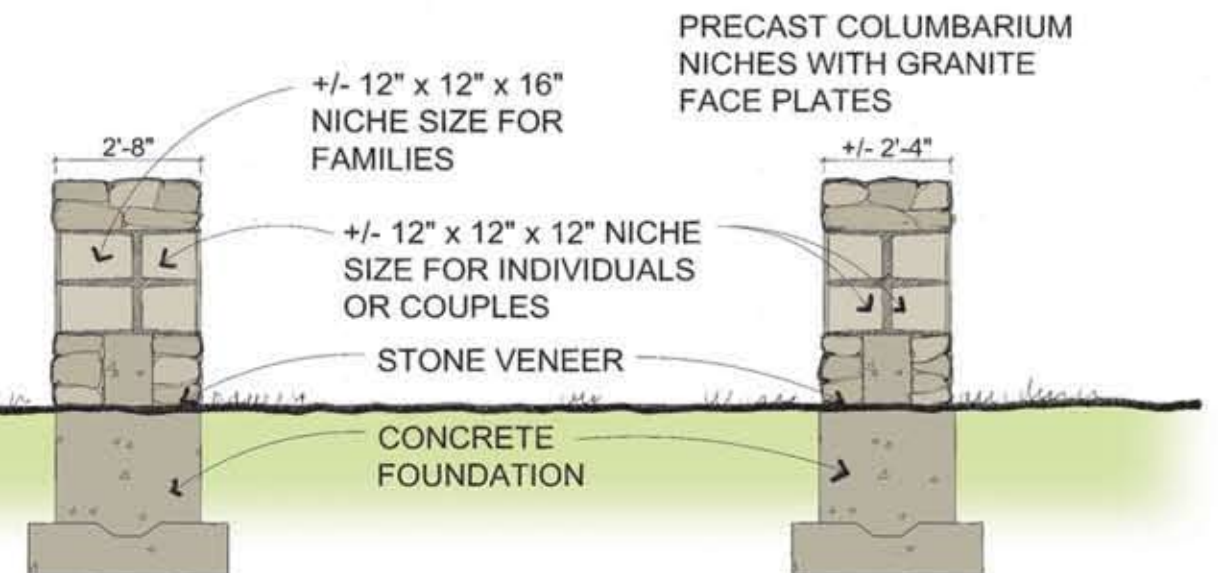 PRECAST COLUMBARIUM
NICHES WITH GRANITE
FACE PLATES
+/- 12" x 12" x 16"
NICHE SIZE FOR
FAMILIES
2'-8"
+/- 2'-4"
+/- 12" x 12" x 12" NICHE
SIZE FOR INDIVIDUALS
OR COUPLES
STONE VENEER
CONCRETE
FOUNDATION